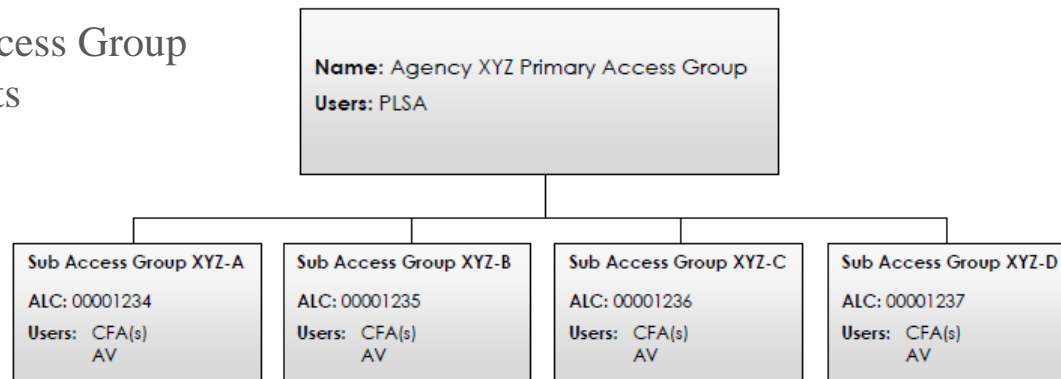 Group
Name: Agency XYZ Primary Access Group
Users: PLSA
Sub Access Group XYZ-A
ALC: 00001234
Users: CFA(s)
AV
Sub Access Group XYZ-B
ALC: 00001235
Users: CFA(s)
AV
Sub Access Group XYZ-C
ALC: 00001236
Users: CFA(s)
AV
Sub Access Group XYZ-D
ALC: 00001237
Users: CFA(s)
AV